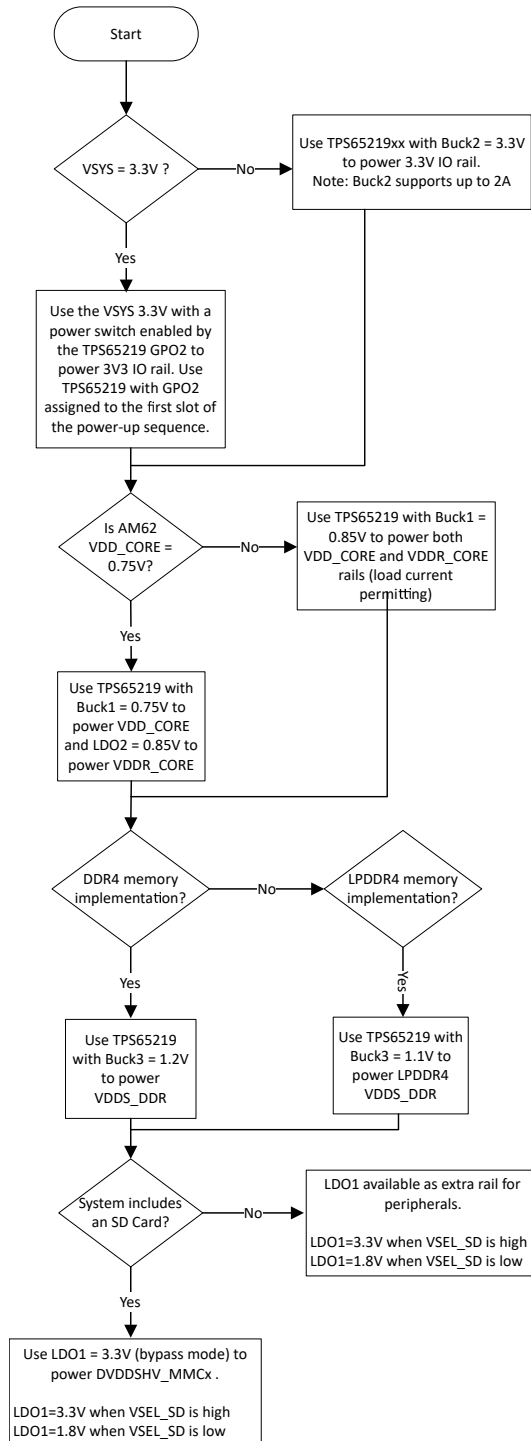 Start
VSYS = 3.3V ?
No
Use TPS65219xx with Buck2 = 3.3V
to power 3.3V IO rail.
Note: Buck2 supports up to 2A
Yes
Use the VSYS 3.3V with a
power switch enabled by
the TPS65219 GPO2 to
power 3V3 IO rail. Use
TPS65219 with GPO2
assigned to the first slot of
the power-up sequence.
Is AM62
VDD_CORE =
0.75V?
No
Use TPS65219 with Buck1 =
0.85V to power both
VDD_CORE and VDDR_CORE
rails (load current
permitting)
Yes
Use TPS65219 with
Buck1 = 0.75V to
power VDD_CORE
and LDO2 = 0.85V to
power VDDR_CORE
DDR4 memory
implementation?
No
LPDDR4 memory
implementation?
Yes
Yes
Use TPS65219
with Buck3 = 1.2V
to power
VDDS_DDR
Use TPS65219 with
Buck3 = 1.1V to
power LPDDR4
VDDS_DDR
System includes
an SD Card?
No
LDO1 available as extra rail for
peripherals.
LDO1=3.3V when VSEL_SD is high
LDO1=1.8V when VSEL_SD is low
Yes
Use LDO1 = 3.3V (bypass mode) to
power DVDDSHV_MMCx .
LDO1=3.3V when VSEL_SD is high
LDO1=1.8V when VSEL_SD is low